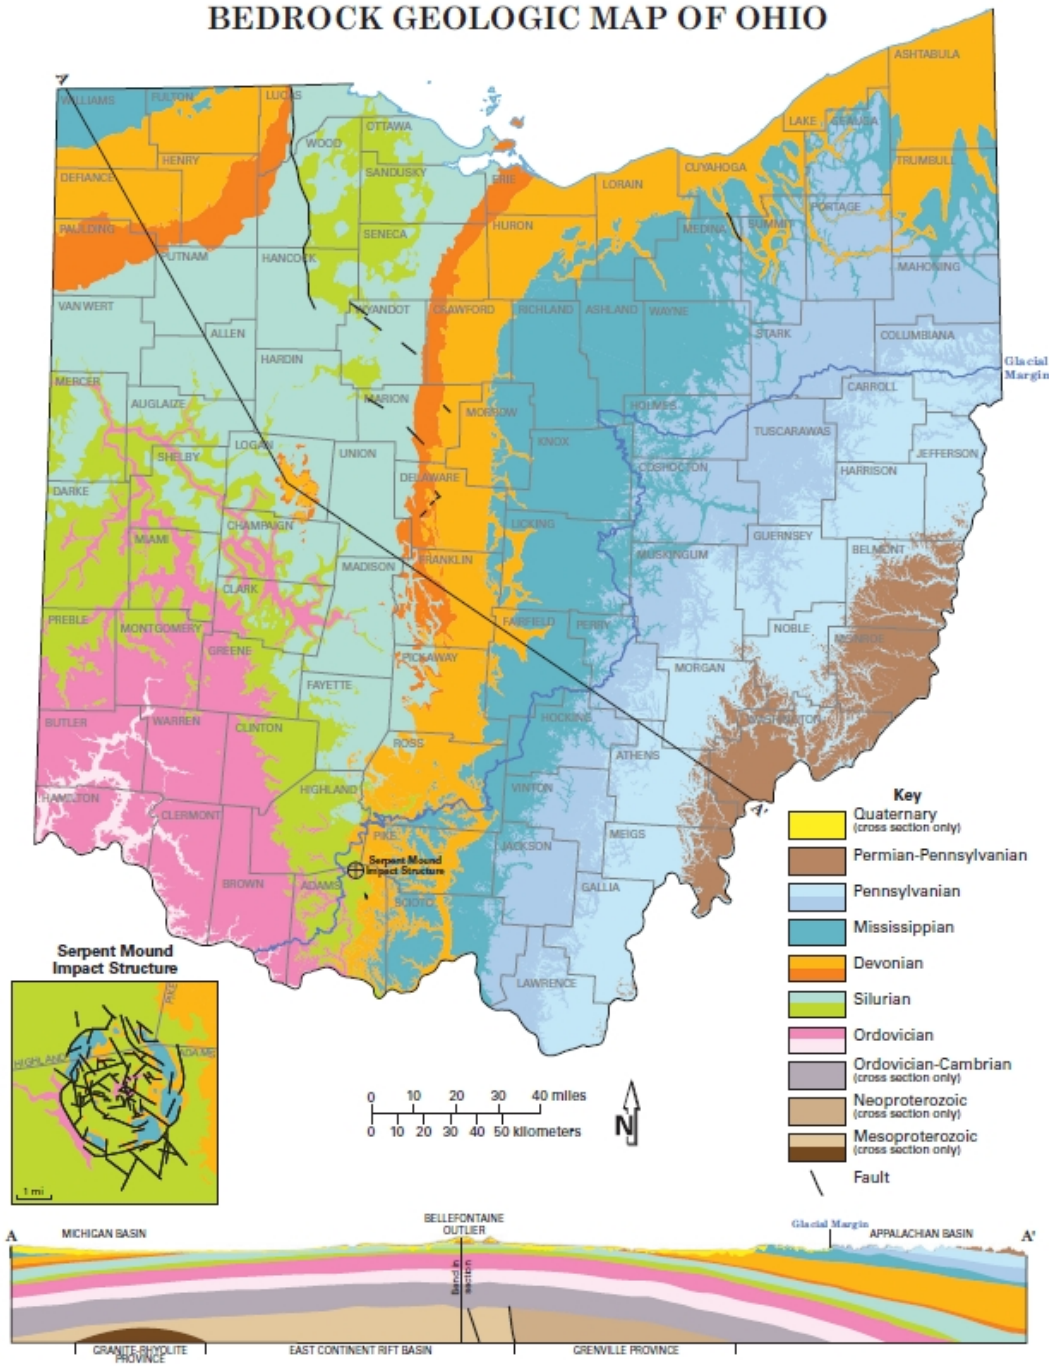 BEDROCK GEOLOGIC MAP OF OHIO
A
WILLIAMS
FULTON
LUCAS
OTTAWA
WOOD
SANDUSKY
ERIE
LORAIN
CUYAHOGA
LAKE
GEAUGA
ASHTABULA
TRUMBULL
HENRY
DEFIANCE
PAULDING
PUTNAM
HANCOCK
SENECA
HURON
MEDINA
SUMMIT
PORTAGE
MAHONING
VAN WERT
ALLEN
WYANDOT
CRAWFORD
RICHLAND
ASHLAND
WAYNE
STARK
COLUMBIANA
Glacial
Margin
HARDIN
MERCER
AUGLAIZE
MARION
MORROW
HOLMES
CARROLL
TUSCARAWAS
JEFFERSON
KNOX
LOGAN
UNION
SHELBY
DELAWARE
COSHOCTON
HARRISON
DARKE
CHAMPAIGN
LICKING
MIAMI
GUERNSEY
MUSKINGUM
BELMONT
FRANKLIN
MADISON
CLARK
PREBLE
MONTGOMERY
FAIRFIELD
PERRY
NOBLE
MONROE
GREENE
PICKAWAY
MORGAN
FAYETTE
BUTLER
WARREN
CLINTON
HOCKING
WASHINGTON
ROSS
ATHENS
HIGHLAND
VINTON
HAMILTON
CLERMONT
A'
PIKE
MEIGS
JACKSON
Serpent Mound
Impact Structure
BROWN
ADAMS
GALLIA
SCIOTO
LAWRENCE
Key
Quaternary
(cross section only)
Permian-Pennsylvanian
Pennsylvanian
Mississippian
Devonian
Silurian
Ordovician
Ordovician-Cambrian
(cross section only)
Neoproterozoic
(cross section only)
Mesoproterozoic
(cross section only)
Fault
Serpent Mound
Impact Structure
PIKE
HIGHLAND
ADAMS
1 mi
0 10 20 30 40 miles
0 10 20 30 40 50 kilometers
N
A
MICHIGAN BASIN
BELLEFONTAINE
OUTLIER
Glacial Margin
APPALACHIAN BASIN
A'
Bend in
section
GRANITE-RHYOLITE
PROVINCE
EAST CONTINENT RIFT BASIN
GRENVILLE PROVINCE